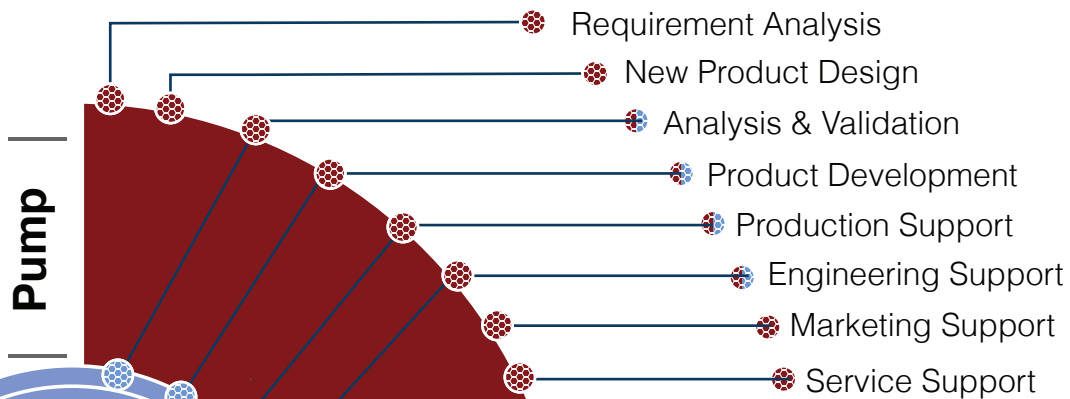 Requirement Analysis
New Product Design
Analysis & Validation
Product Development
Production Support
Engineering Support
Marketing Support
Service Support
Pump